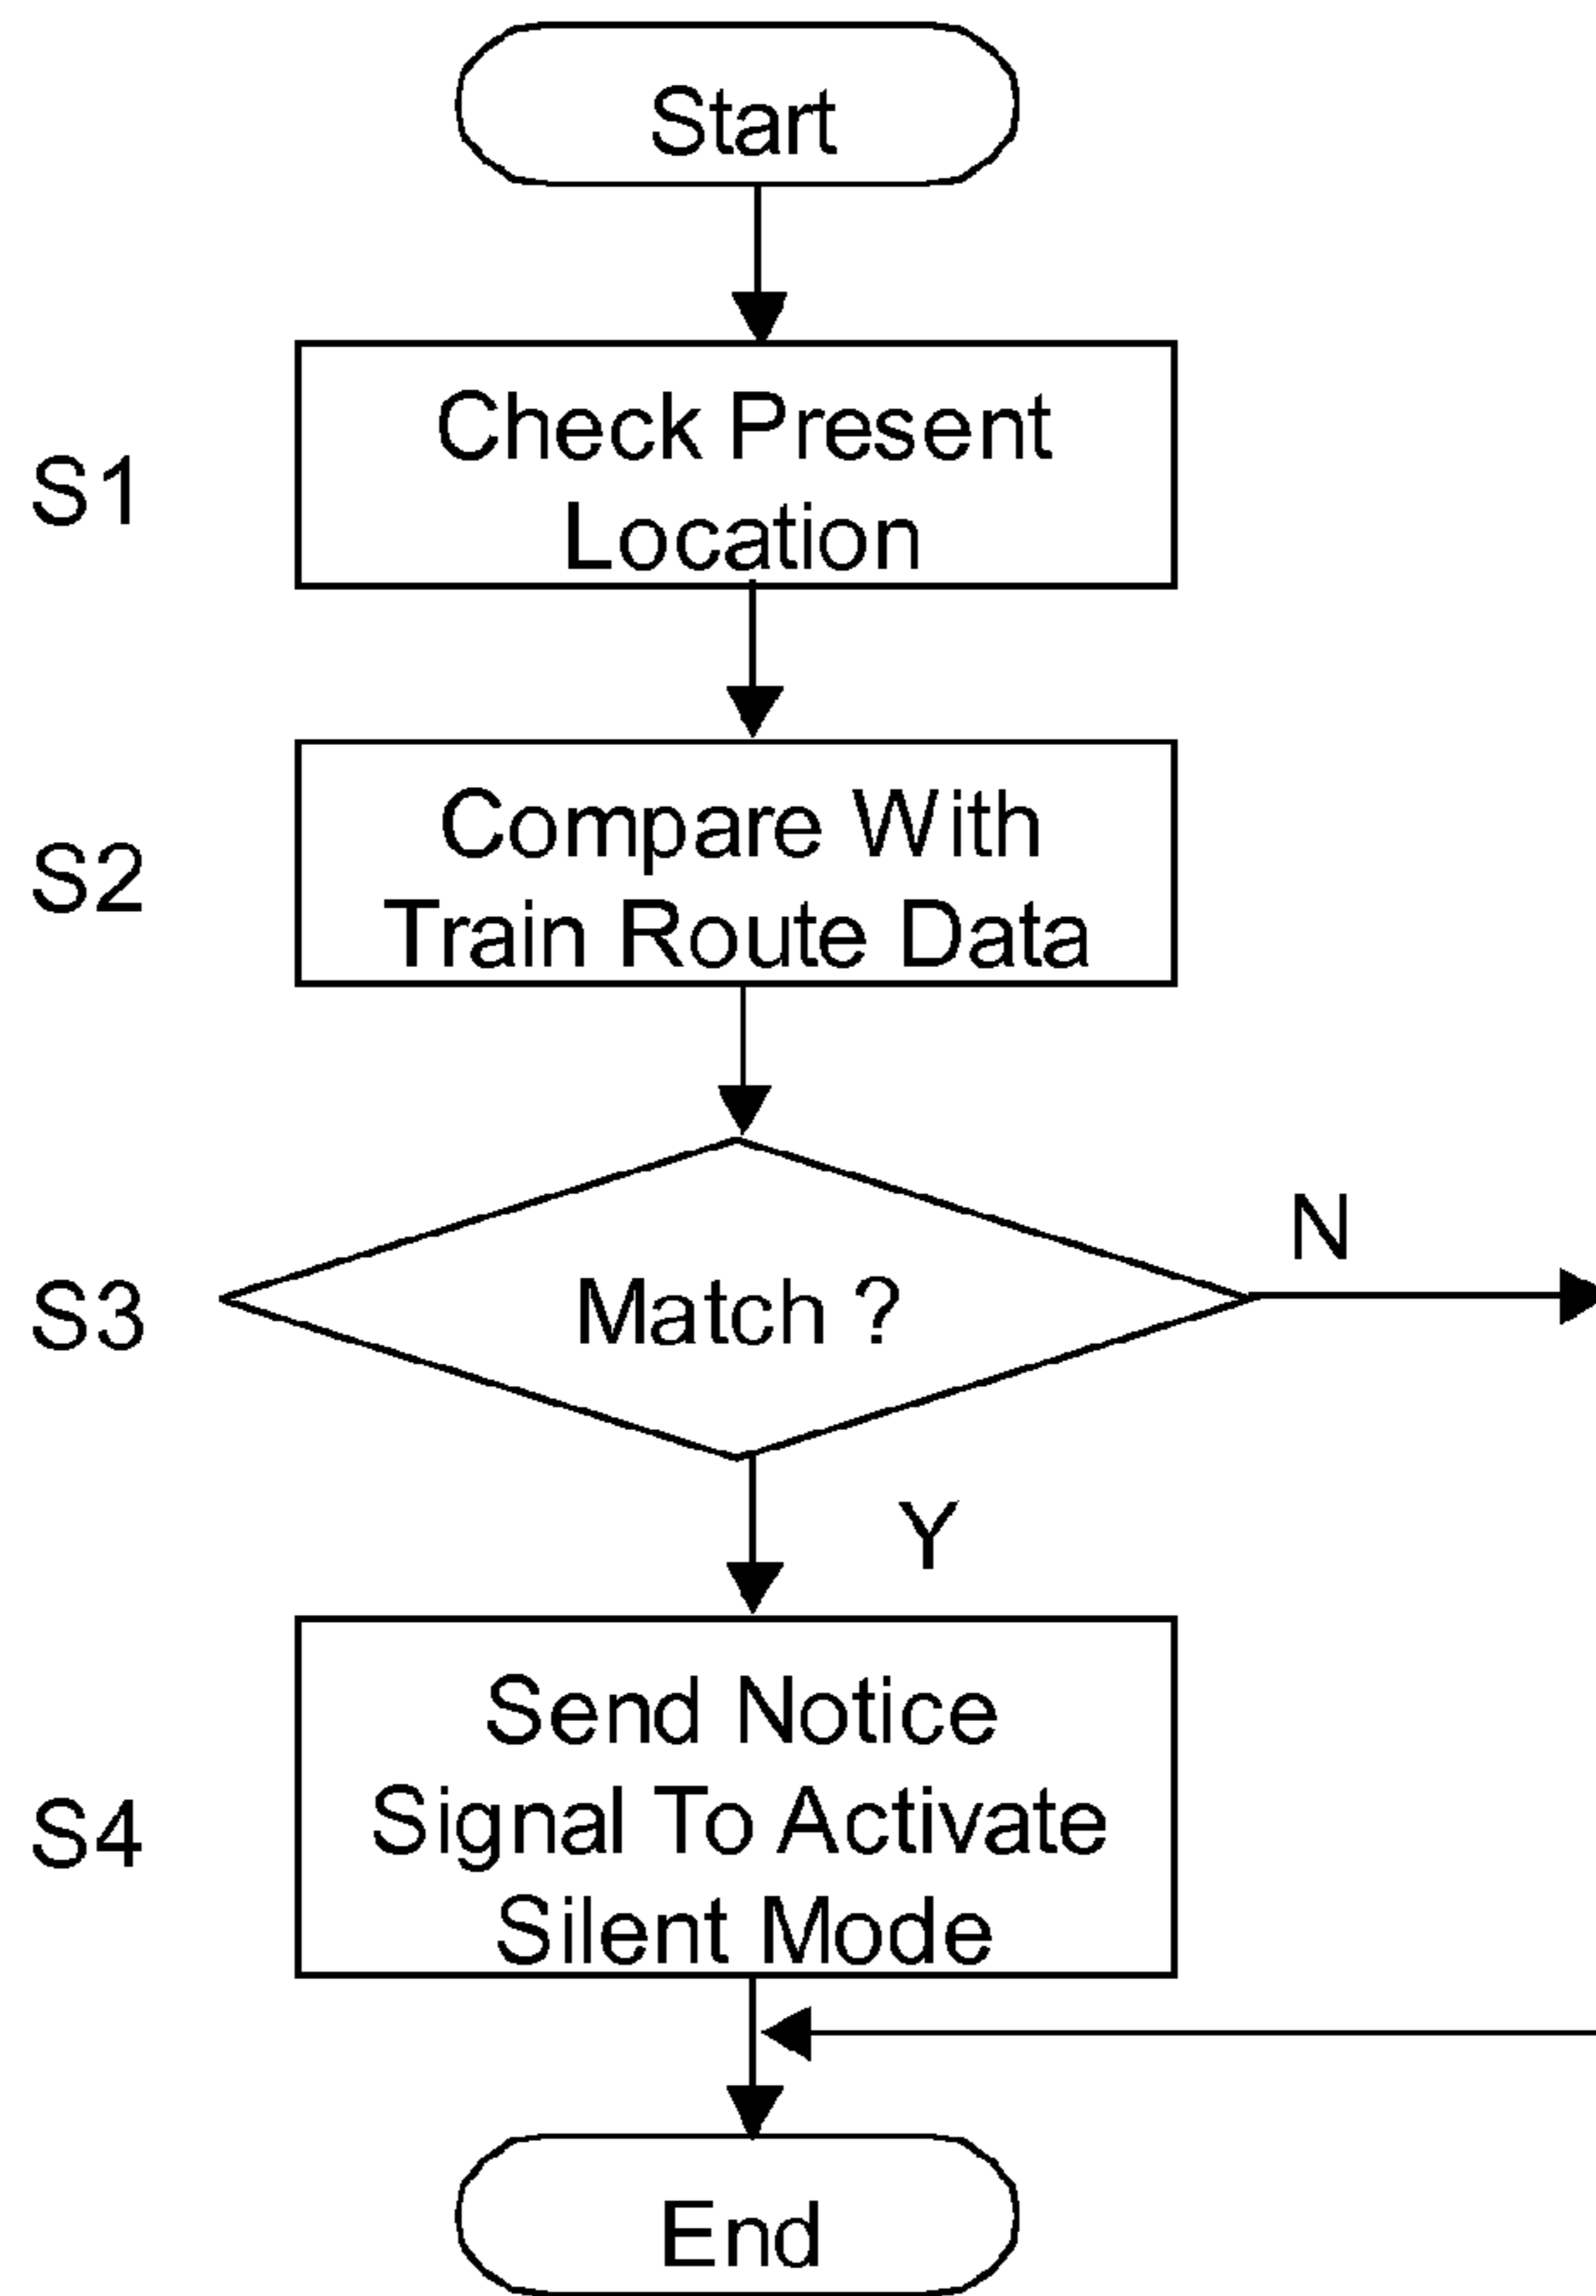 Start
S1
Check Present
Location
S2
Compare With
Train Route Data
S3
Match ?
N
Y
S4
Send Notice
Signal To Activate
Silent Mode
End